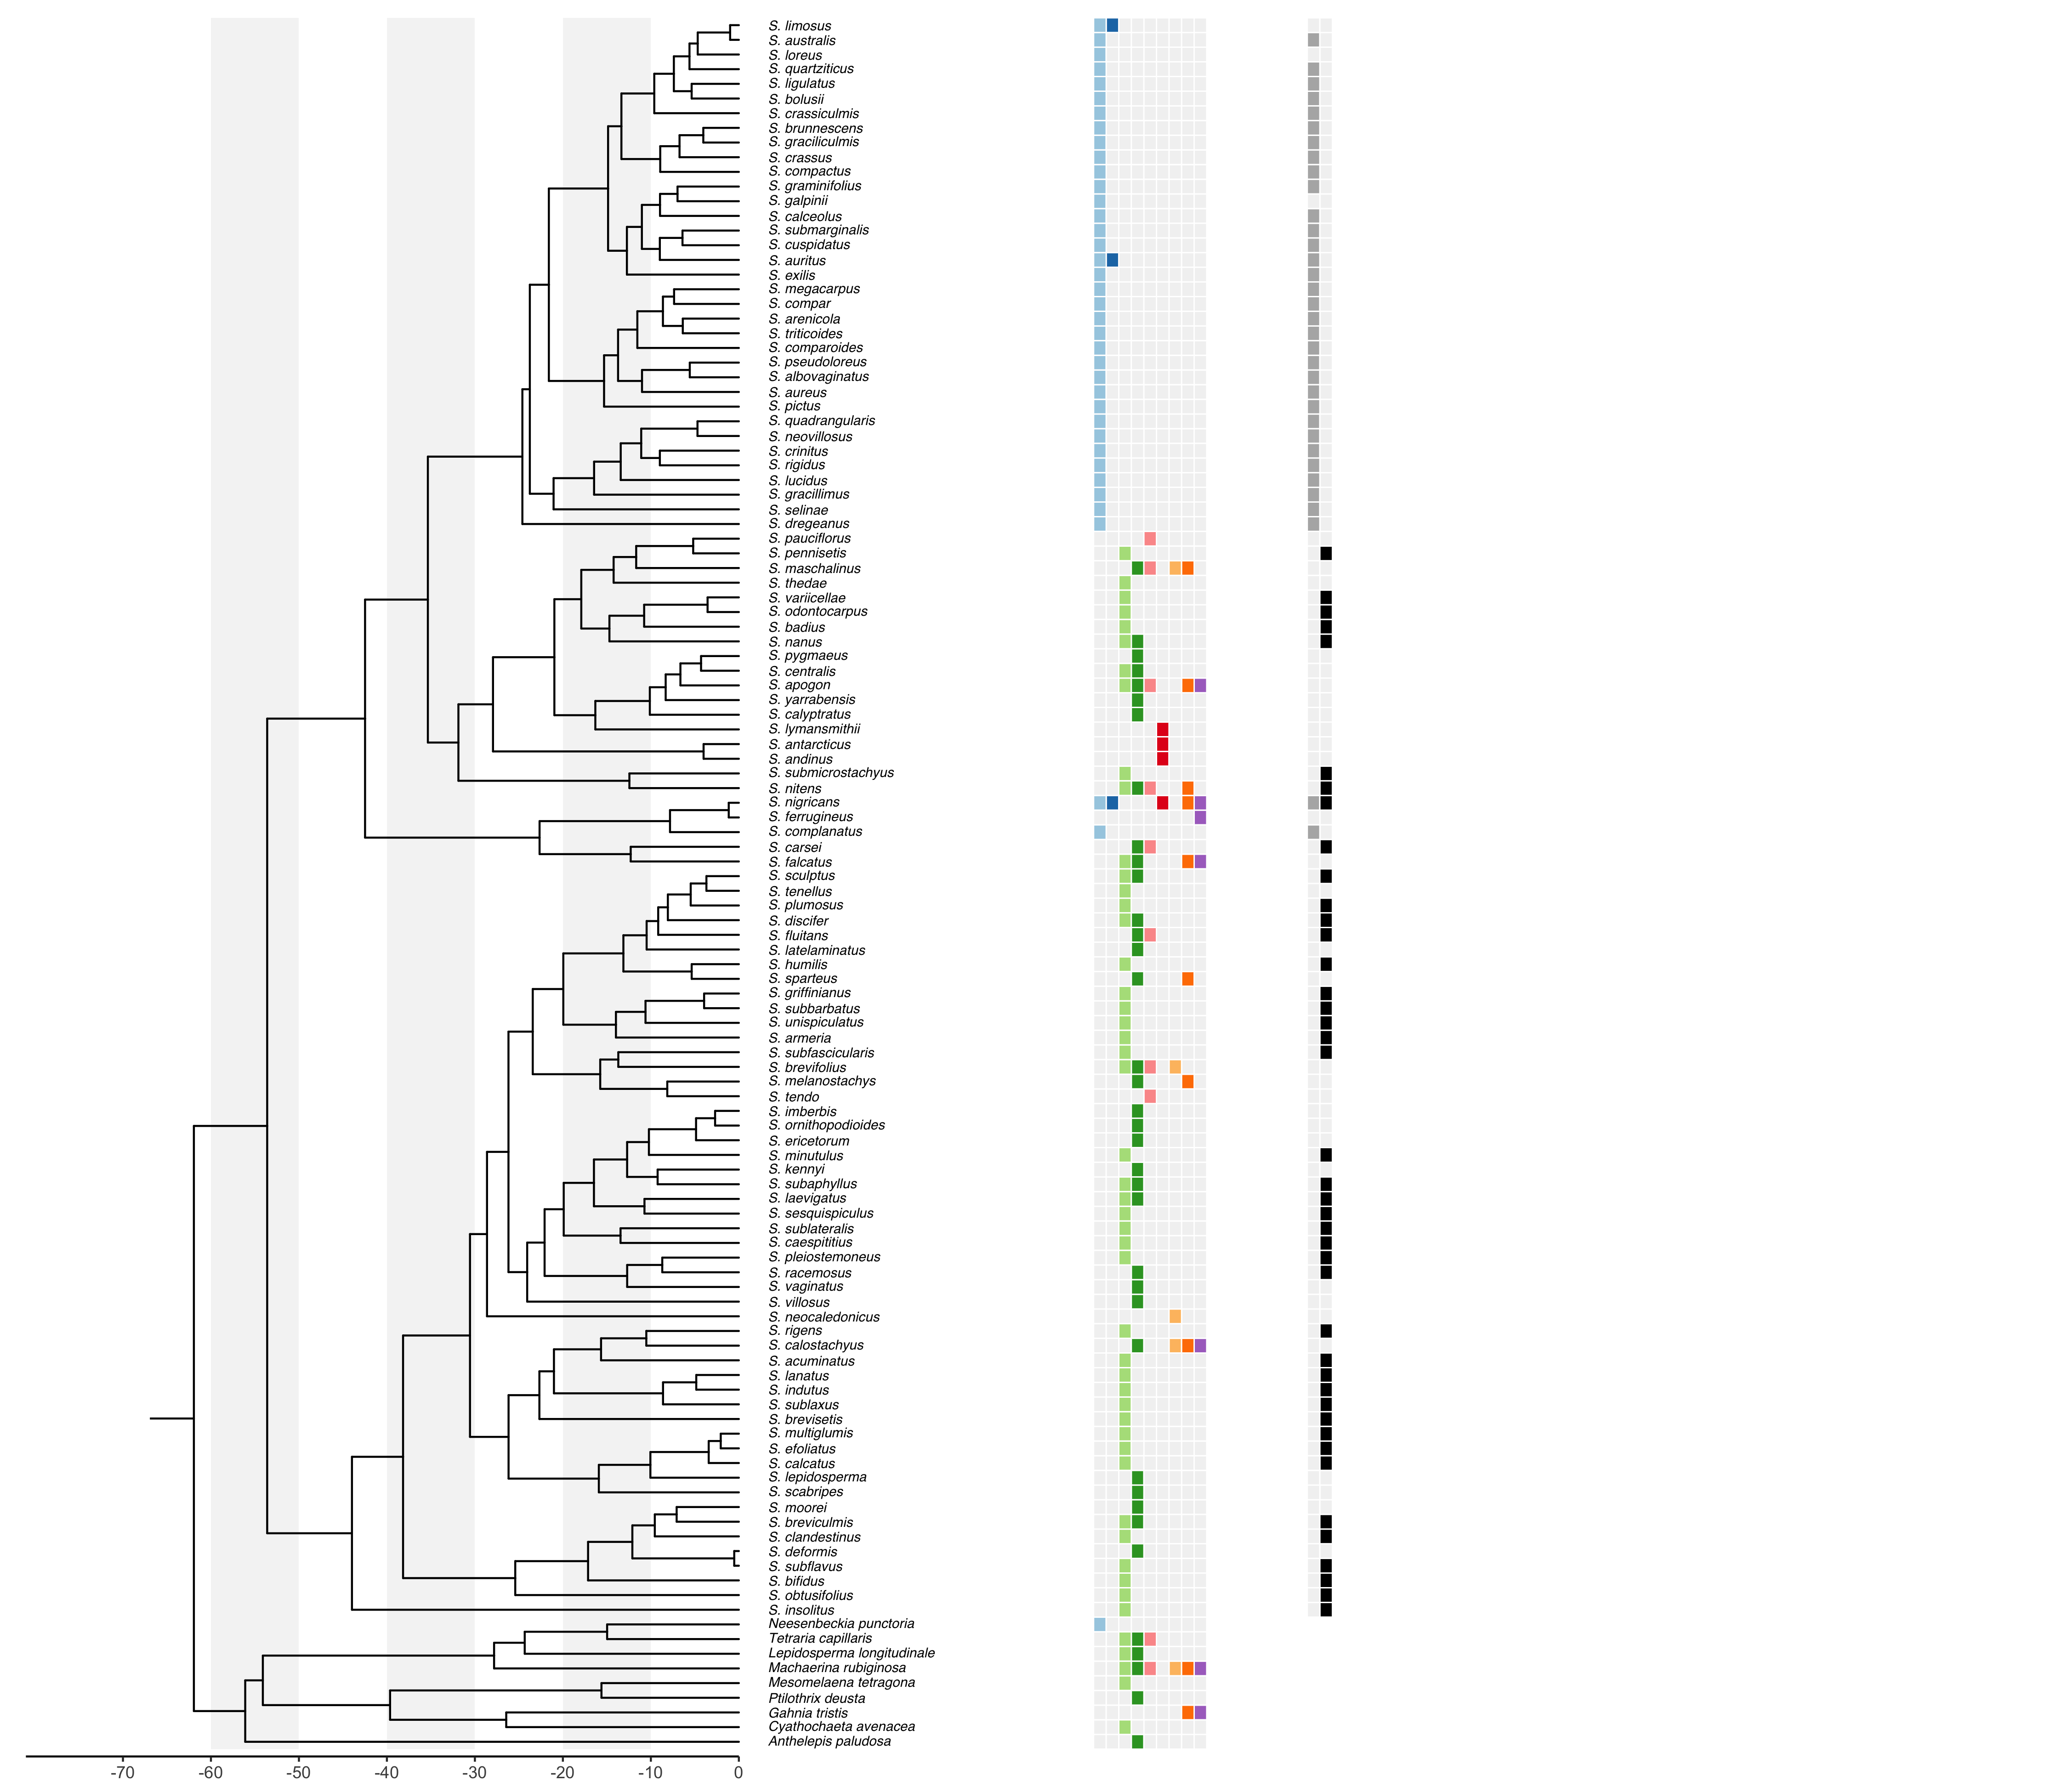 S. limosus
S. australis
S. loreus
S. quartziticus
S. ligulatus
S. bolusii
S. crassiculmis
S. brunnescens
S. graciliculmis
S. crassus
S. compactus
S. graminifolius
S. galpinii
S. calceolus
S. submarginalis
S. cuspidatus
S. auritus
S. exilis
S. megacarpus
S. compar
S. arenicola
S. triticoides
S. comparoides
S. pseudoloreus
S. albovaginatus
S. aureus
S. pictus
S. quadrangularis
S. neovillosus
S. crinitus
S. rigidus
S. lucidus
S. gracillimus
S. selinae
S. dregeanus
S. pauciflorus
S. pennisetis
S. maschalinus
S. thedae
S. variicellae
S. odontocarpus
S. badius
S. nanus
S. pygmaeus
S. centralis
S. apogon
S. yarrabensis
S. calyptratus
S. lymansmithii
S. antarcticus
S. andinus
S. submicrostachyus
S. nitens
S. nigricans
S. ferrugineus
S. complanatus
S. carsei
S. falcatus
S. sculptus
S. tenellus
S. plumosus
S. discifer
S. fluitans
S. latelaminatus
S. humilis
S. sparteus
S. griffinianus
S. subbarbatus
S. unispiculatus
S. armeria
S. subfascicularis
S. brevifolius
S. melanostachys
S. tendo
S. imberbis
S. ornithopodioides
S. ericetorum
S. minutulus
S. kennyi
S. subaphyllus
S. laevigatus
S. sesquispiculus
S. sublateralis
S. caespititius
S. pleiostemoneus
S. racemosus
S. vaginatus
S. villosus
S. neocaledonicus
S. rigens
S. calostachyus
S. acuminatus
S. lanatus
S. indutus
S. sublaxus
S. brevisetis
S. multiglumis
S. efoliatus
S. calcatus
S. lepidosperma
S. scabripes
S. moorei
S. breviculmis
S. clandestinus
S. deformis
S. subflavus
S. bifidus
S. obtusifolius
S. insolitus
Neesenbeckia punctoria
Tetraria capillaris
Lepidosperma longitudinale
Machaerina rubiginosa
Mesomelaena tetragona
Ptilothrix deusta
Gahnia tristis
Cyathochaeta avenacea
Anthelepis paludosa
-70 -60 -50 -40 -30 -20 -10 0